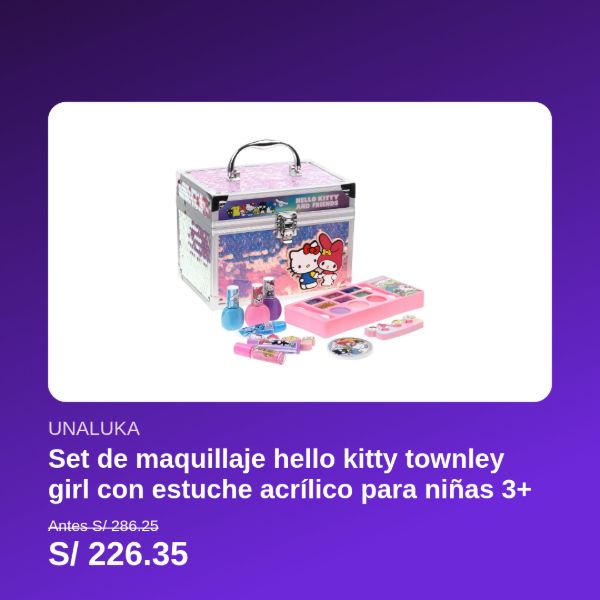 HELLO KITTY
AND FRIENDS
UNALUKA
Set de maquillaje hello kitty townley
girl con estuche acrílico para niñas 3+
Antes S/ 286.25
S/ 226.35